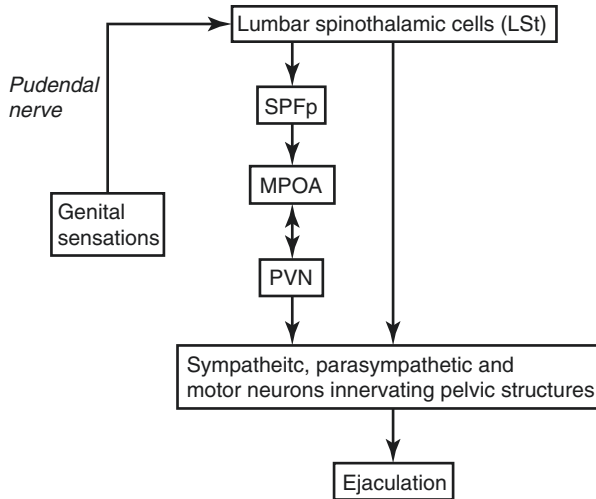 Lumbar spinothalamic cells (LSt)
Pudendal
nerve
SPFp
MPOA
Genital
sensations
PVN
Sympatheitc, parasympathetic and
motor neurons innervating pelvic structures
Ejaculation